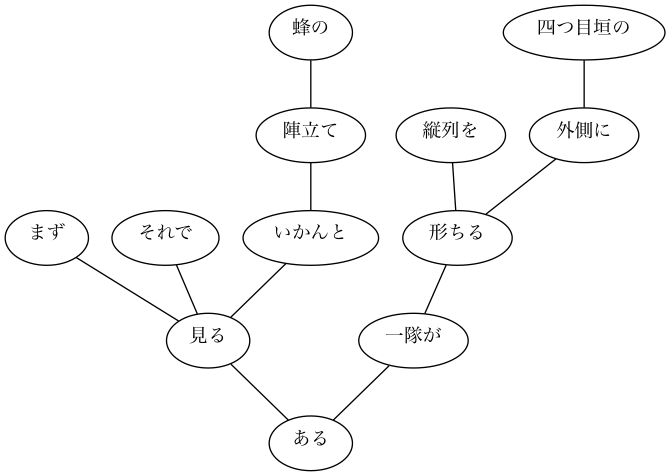 蜂の
四つ目垣の
陣立て
縦列を
外側に
まず
それで
いかんと
形ちる
見る
一隊が
ある